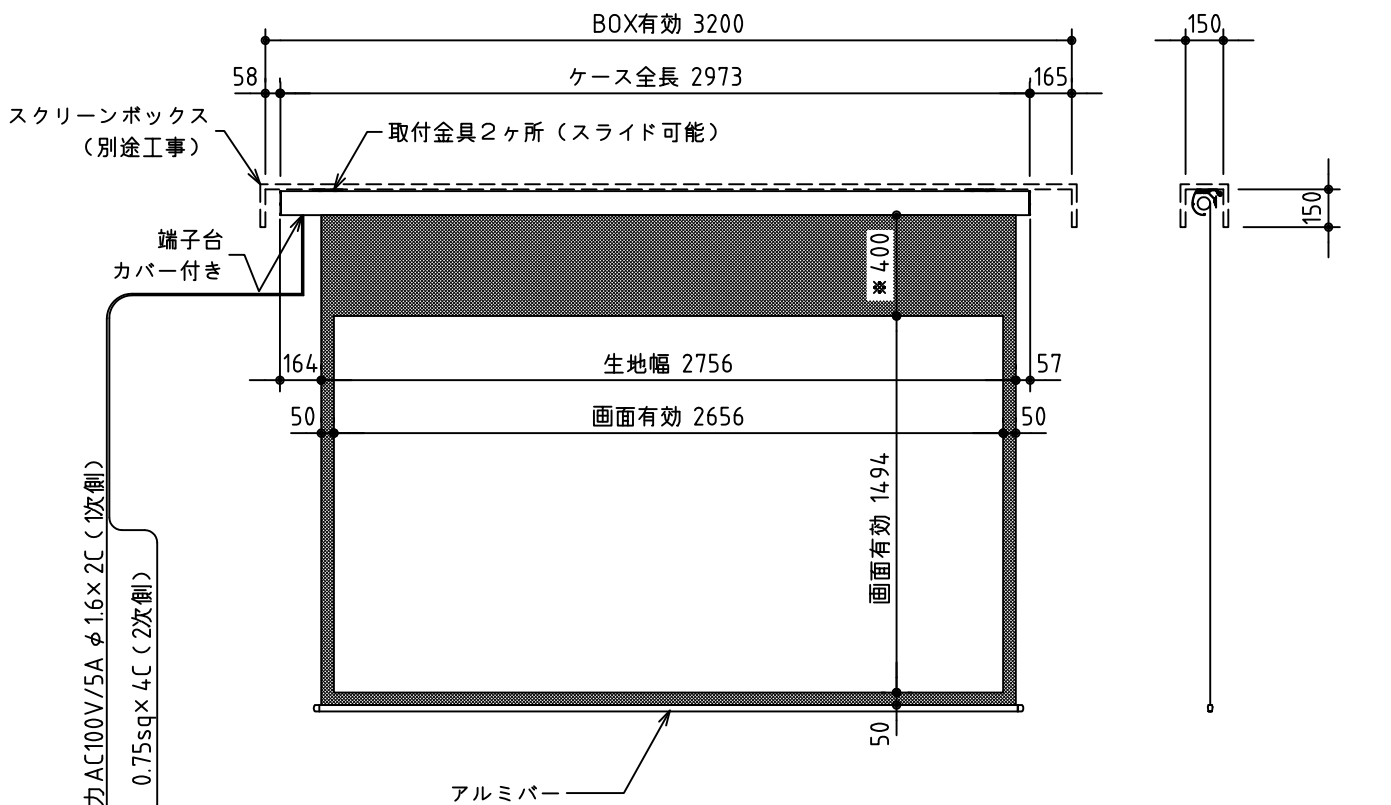 BOX有効 3200
150
58
ケース全長 2973
165
スクリーンボックス
（別途工事）
取付金具２ヶ所（スライド可能）
150
端子台
カバー付き
※ 400
164
生地幅 2756
57
50
画面有効 2656
50
画面有効 1494
50
力AC100V/5A φ1.6×2C（1次側）
0.75sq×4C（2次側）
アルミバー